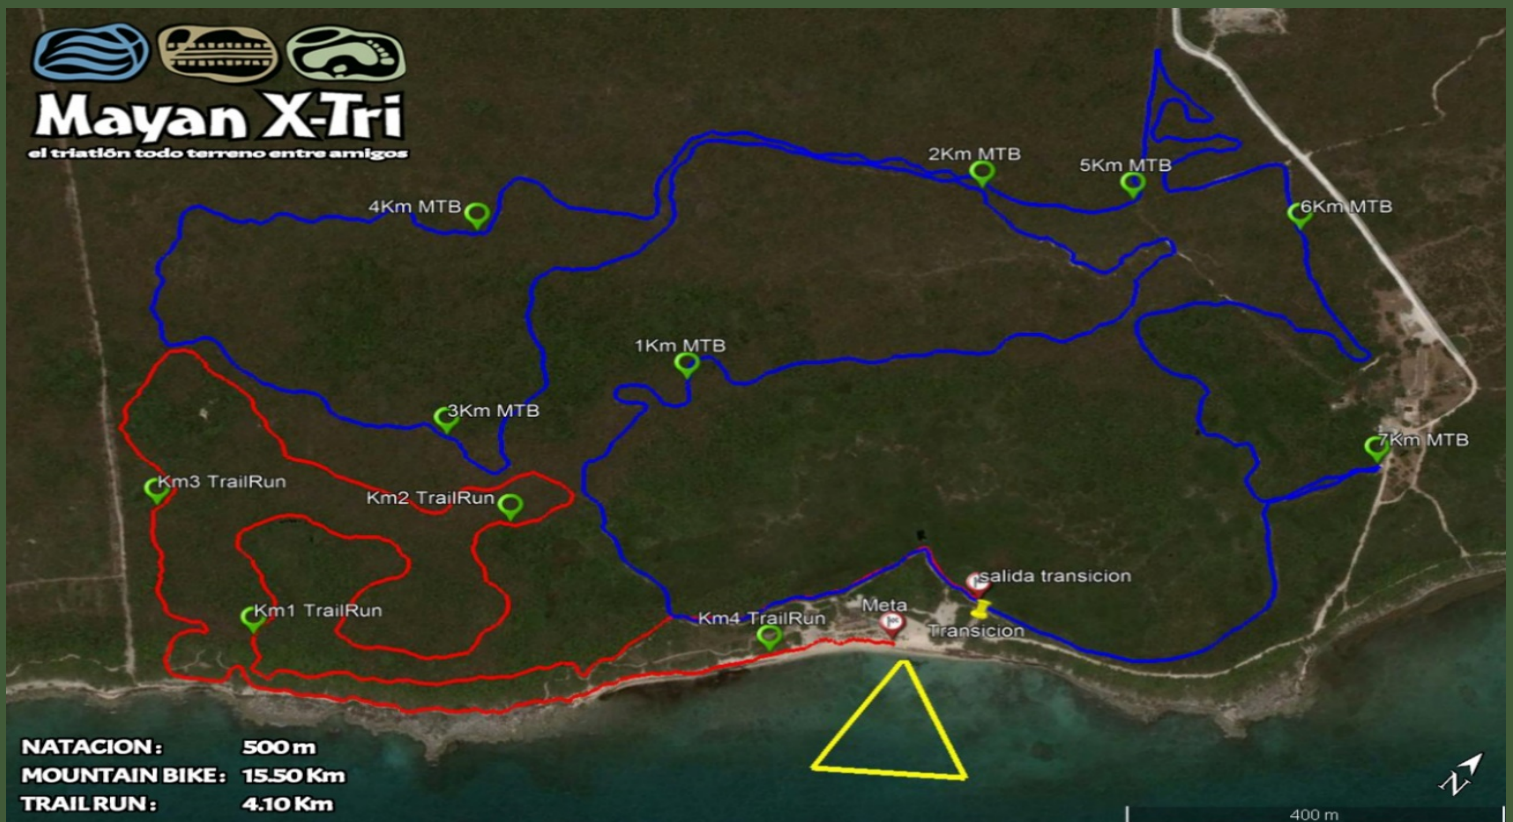 Mayan X-Tri
el triatlón todo terreno entre amigos
2Km MTB
5Km MTB
4Km MTB
6Km MTB
1Km MTB
3Km MTB
7Km MTB
Km3 TrailRun
Km2 TrailRun
salida transicion
Km1 TrailRun
Meta
Km4 TrailRun
Transicion
NATACION: 500 m
MOUNTAIN BIKE: 15.50 Km
TRAIL RUN: 4.10 Km
N
400 m